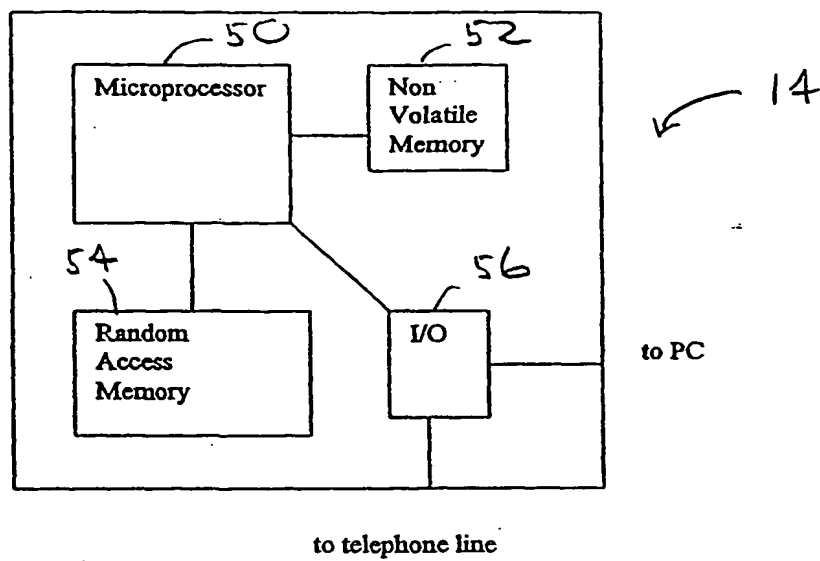 50
52
14
Microprocessor
Non
Volatile
Memory
54
56
Random
Access
Memory
I/O
to PC
to telephone line